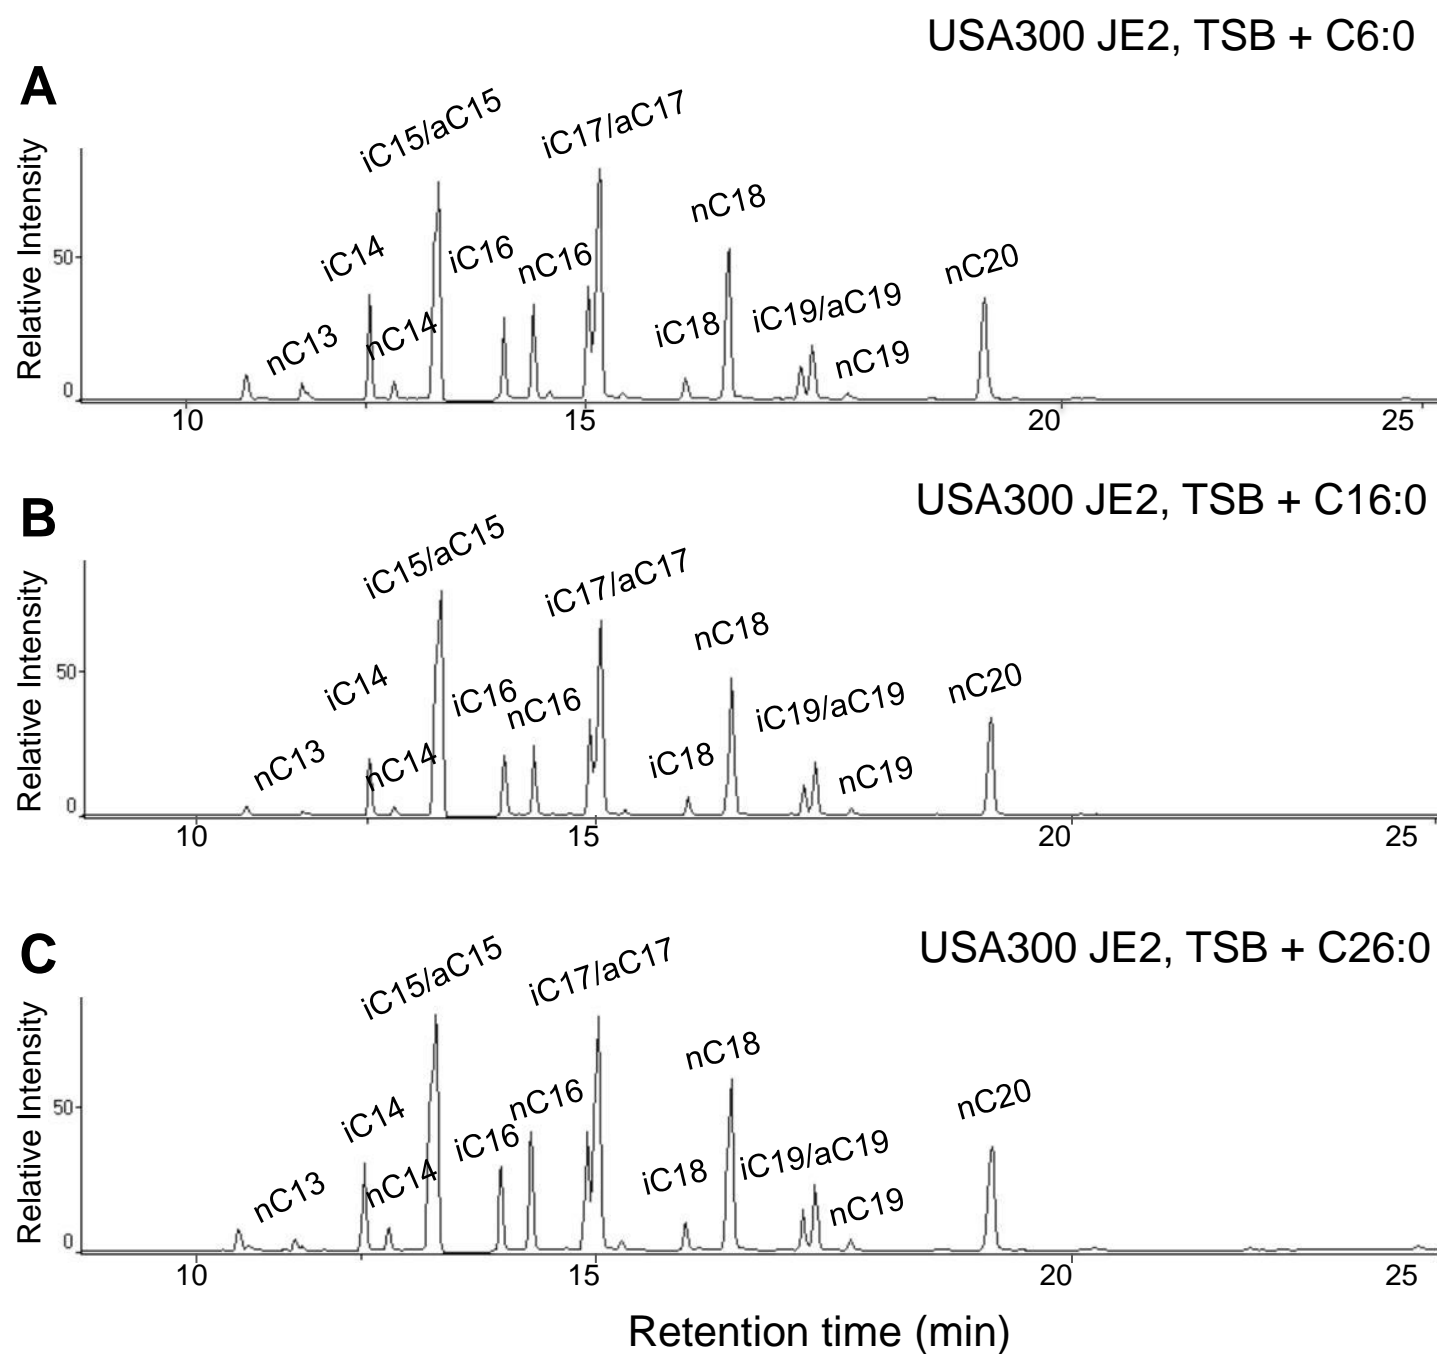 USA300 JE2, TSB + C6:0
A
Relative Intensity
50
0
nC13
iC14
nC14
iC15/aC15
iC16
nC16
iC17/aC17
iC18
nC18
iC19/aC19
nC19
nC20
10 15 20 25
USA300 JE2, TSB + C16:0
B
Relative Intensity
50
0
nC13
iC14
nC14
iC15/aC15
iC16
nC16
iC17/aC17
iC18
nC18
iC19/aC19
nC19
nC20
10 15 20 25
USA300 JE2, TSB + C26:0
C
Relative Intensity
50
0
nC13
iC14
nC14
iC15/aC15
iC16
nC16
iC17/aC17
iC18
nC18
iC19/aC19
nC19
nC20
10 15 20 25
Retention time (min)